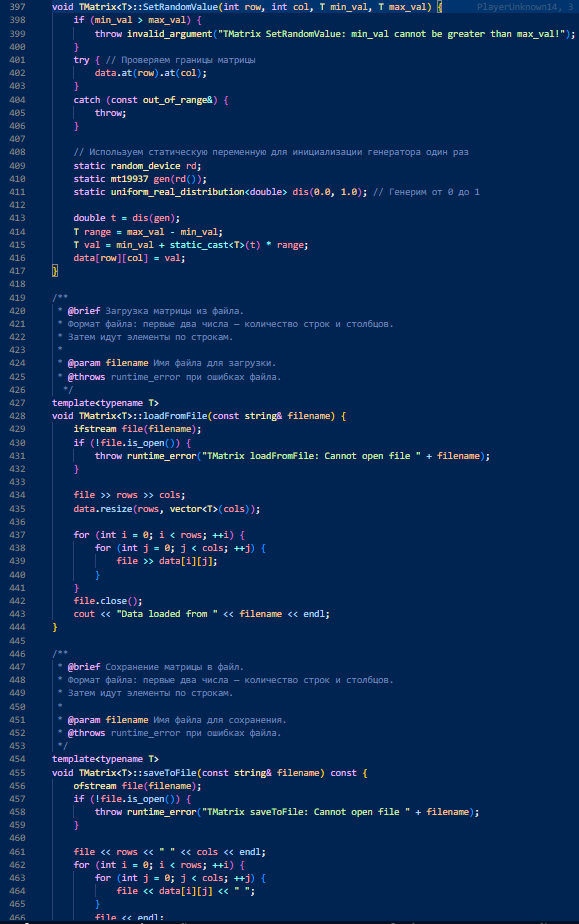 397 void TMatrix<T>::SetRandomValue(int row, int col, T min_val, T max_val) { PlayerUnknown14, 3
398     if (min_val > max_val) {
399         throw invalid_argument("TMatrix SetRandomValue: min_val cannot be greater than max_val!");
400     }
401     try { // Проверяем границы матрицы
402         data.at(row).at(col);
403     }
404     catch (const out_of_range&) {
405         throw;
406     }
407
408     // Используем статическую переменную для инициализации генератора один раз
409     static random_device rd;
410     static mt19937 gen(rd());
411     static uniform_real_distribution<double> dis(0.0, 1.0); // Генерим от 0 до 1
412
413     double t = dis(gen);
414     T range = max_val - min_val;
415     T val = min_val + static_cast<T>(t) * range;
416     data[row][col] = val;
417 }
418
419 /**
420  * @brief Загрузка матрицы из файла.
421  * Формат файла: первые два числа — количество строк и столбцов.
422  * Затем идут элементы по строкам.
423  *
424  * @param filename Имя файла для загрузки.
425  * @throws runtime_error при ошибках файла.
426   */
427 template<typename T>
428 void TMatrix<T>::loadFromFile(const string& filename) {
429     ifstream file(filename);
430     if (!file.is_open()) {
431         throw runtime_error("TMatrix loadFromFile: Cannot open file " + filename);
432     }
433
434     file >> rows >> cols;
435     data.resize(rows, vector<T>(cols));
436
437     for (int i = 0; i < rows; ++i) {
438         for (int j = 0; j < cols; ++j) {
439             file >> data[i][j];
440         }
441     }
442     file.close();
443     cout << "Data loaded from " << filename << endl;
444 }
445
446 /**
447  * @brief Сохранение матрицы в файл.
448  * Формат файла: первые два числа — количество строк и столбцов.
449  * Затем идут элементы по строкам.
450  *
451  * @param filename Имя файла для сохранения.
452  * @throws runtime_error при ошибках файла.
453  */
454 template<typename T>
455 void TMatrix<T>::saveToFile(const string& filename) const {
456     ofstream file(filename);
457     if (!file.is_open()) {
458         throw runtime_error("TMatrix saveToFile: Cannot open file " + filename);
459     }
460
461     file << rows << " " << cols << endl;
462     for (int i = 0; i < rows; ++i) {
463         for (int j = 0; j < cols; ++j) {
464             file << data[i][j] << " ";
465         }
466         file << endl;